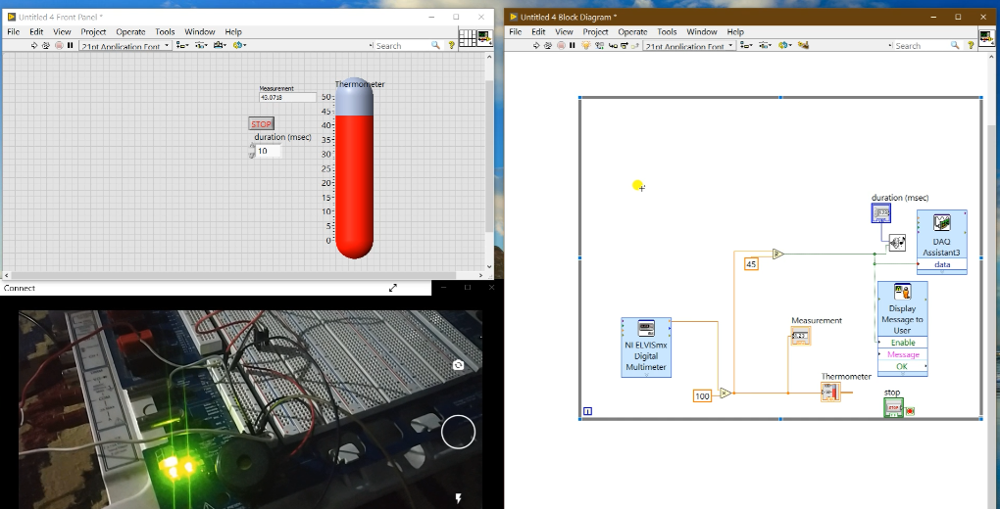 Untitled 4 Front Panel *
File Edit View Project Operate Tools Window Help
21pt Application Font
Search
Measurement
43.0718
STOP
duration (msec)
10
Thermometer
50
45
40
35
30
25
20
15
10
5
0
Connect
Untitled 4 Block Diagram *
File Edit View Project Operate Tools Window Help
21pt Application Font
Search
duration (msec)
DAQ
Assistant3
data
45
Display
Message to
User
Enable
Message
OK
NI ELVISmx
Digital
Multimeter
Measurement
100
Thermometer
stop
STOP
i